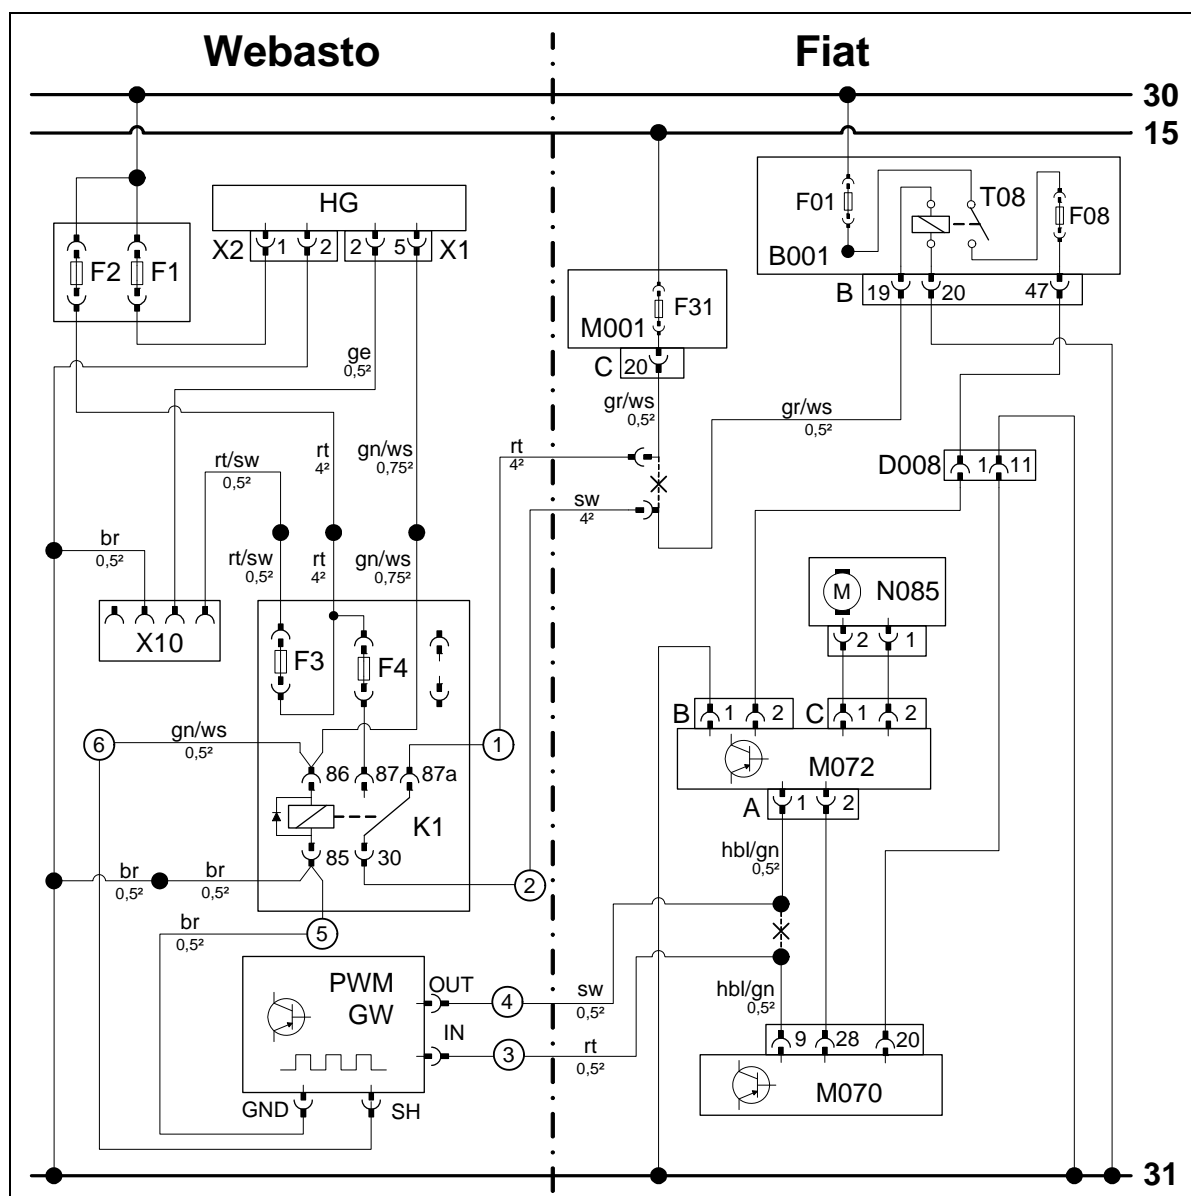 Webasto Fiat
30
15
HG
X2 1 2 2 5 X1
F2 F1
F01 T08 F08
B001
B 19 20 47
M001 F31
C 20
ge
0,5²
gr/ws
0,5²
gr/ws
0,5²
rt/sw
0,5²
rt
4²
gn/ws
0,75²
rt
4²
D008 1 11
sw
4²
br
0,5²
rt/sw
0,5²
rt
4²
gn/ws
0,75²
M N085
2 1
X10
F3 F4
B 1 2 C 1 2
6 gn/ws
0,5²
1
86 87 87a
M072
A 1 2
K1
85 30
hbl/gn
0,5²
br
0,5²
br
0,5²
2
br
0,5²
5
PWM
GW
OUT
4 sw
0,5²
hbl/gn
0,5²
IN
3 rt
0,5²
9 28 20
M070
GND SH
31